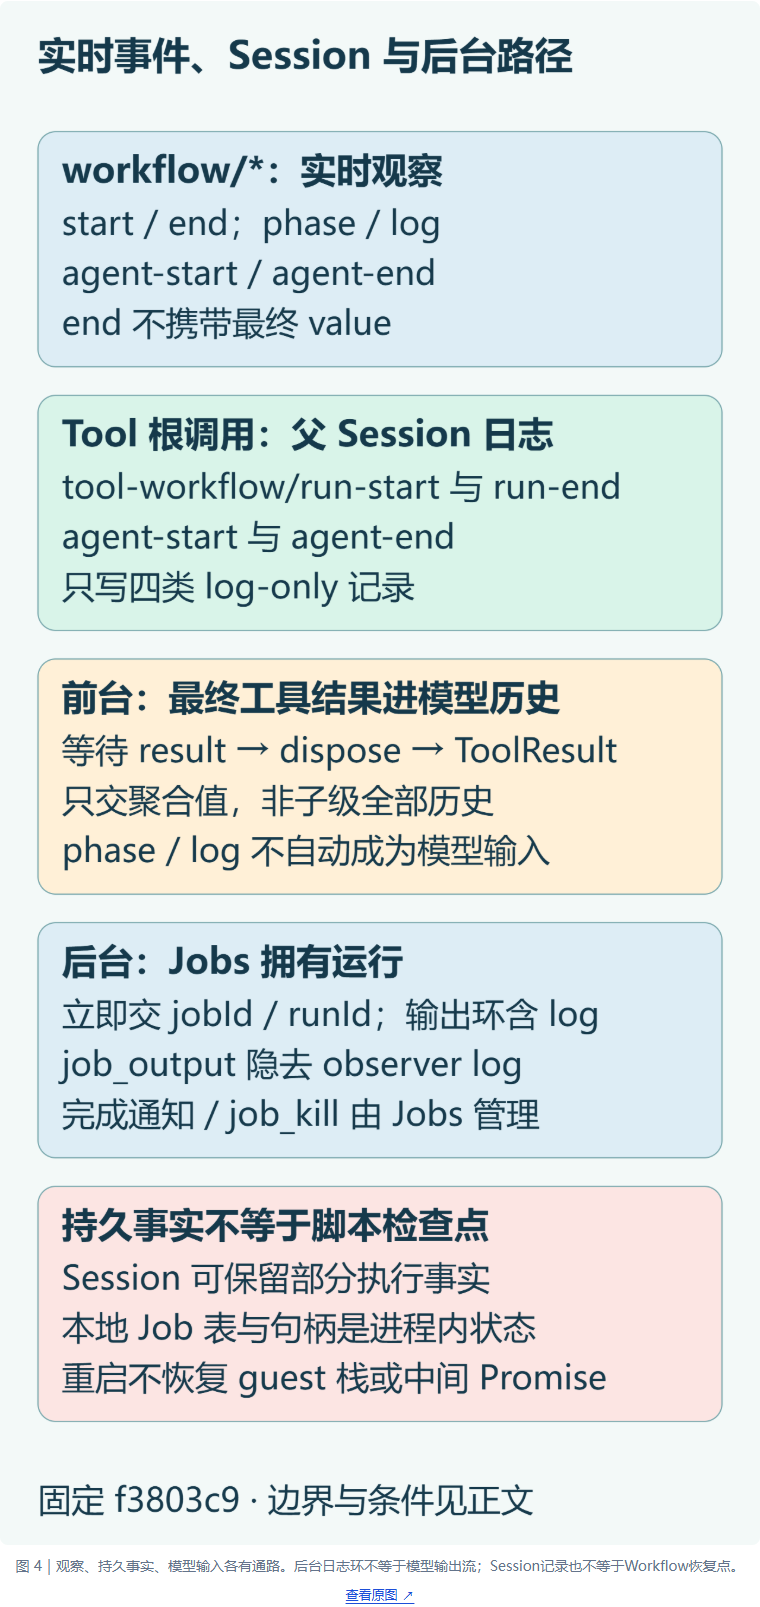 实时事件、Session 与后台路径
workflow/*：实时观察
start / end；phase / log
agent-start / agent-end
end 不携带最终 value
Tool 根调用：父 Session 日志
tool-workflow/run-start 与 run-end
agent-start 与 agent-end
只写四类 log-only 记录
前台：最终工具结果进模型历史
等待 result → dispose → ToolResult
只交聚合值，非子级全部历史
phase / log 不自动成为模型输入
后台：Jobs 拥有运行
立即交 jobId / runId；输出环含 log
job_output 隐去 observer log
完成通知 / job_kill 由 Jobs 管理
持久事实不等于脚本检查点
Session 可保留部分执行事实
本地 Job 表与句柄是进程内状态
重启不恢复 guest 栈或中间 Promise
固定 f3803c9 · 边界与条件见正文
图 4 | 观察、持久事实、模型输入各有通路。后台日志环不等于模型输出流；Session记录也不等于Workflow恢复点。
查看原图 ↗